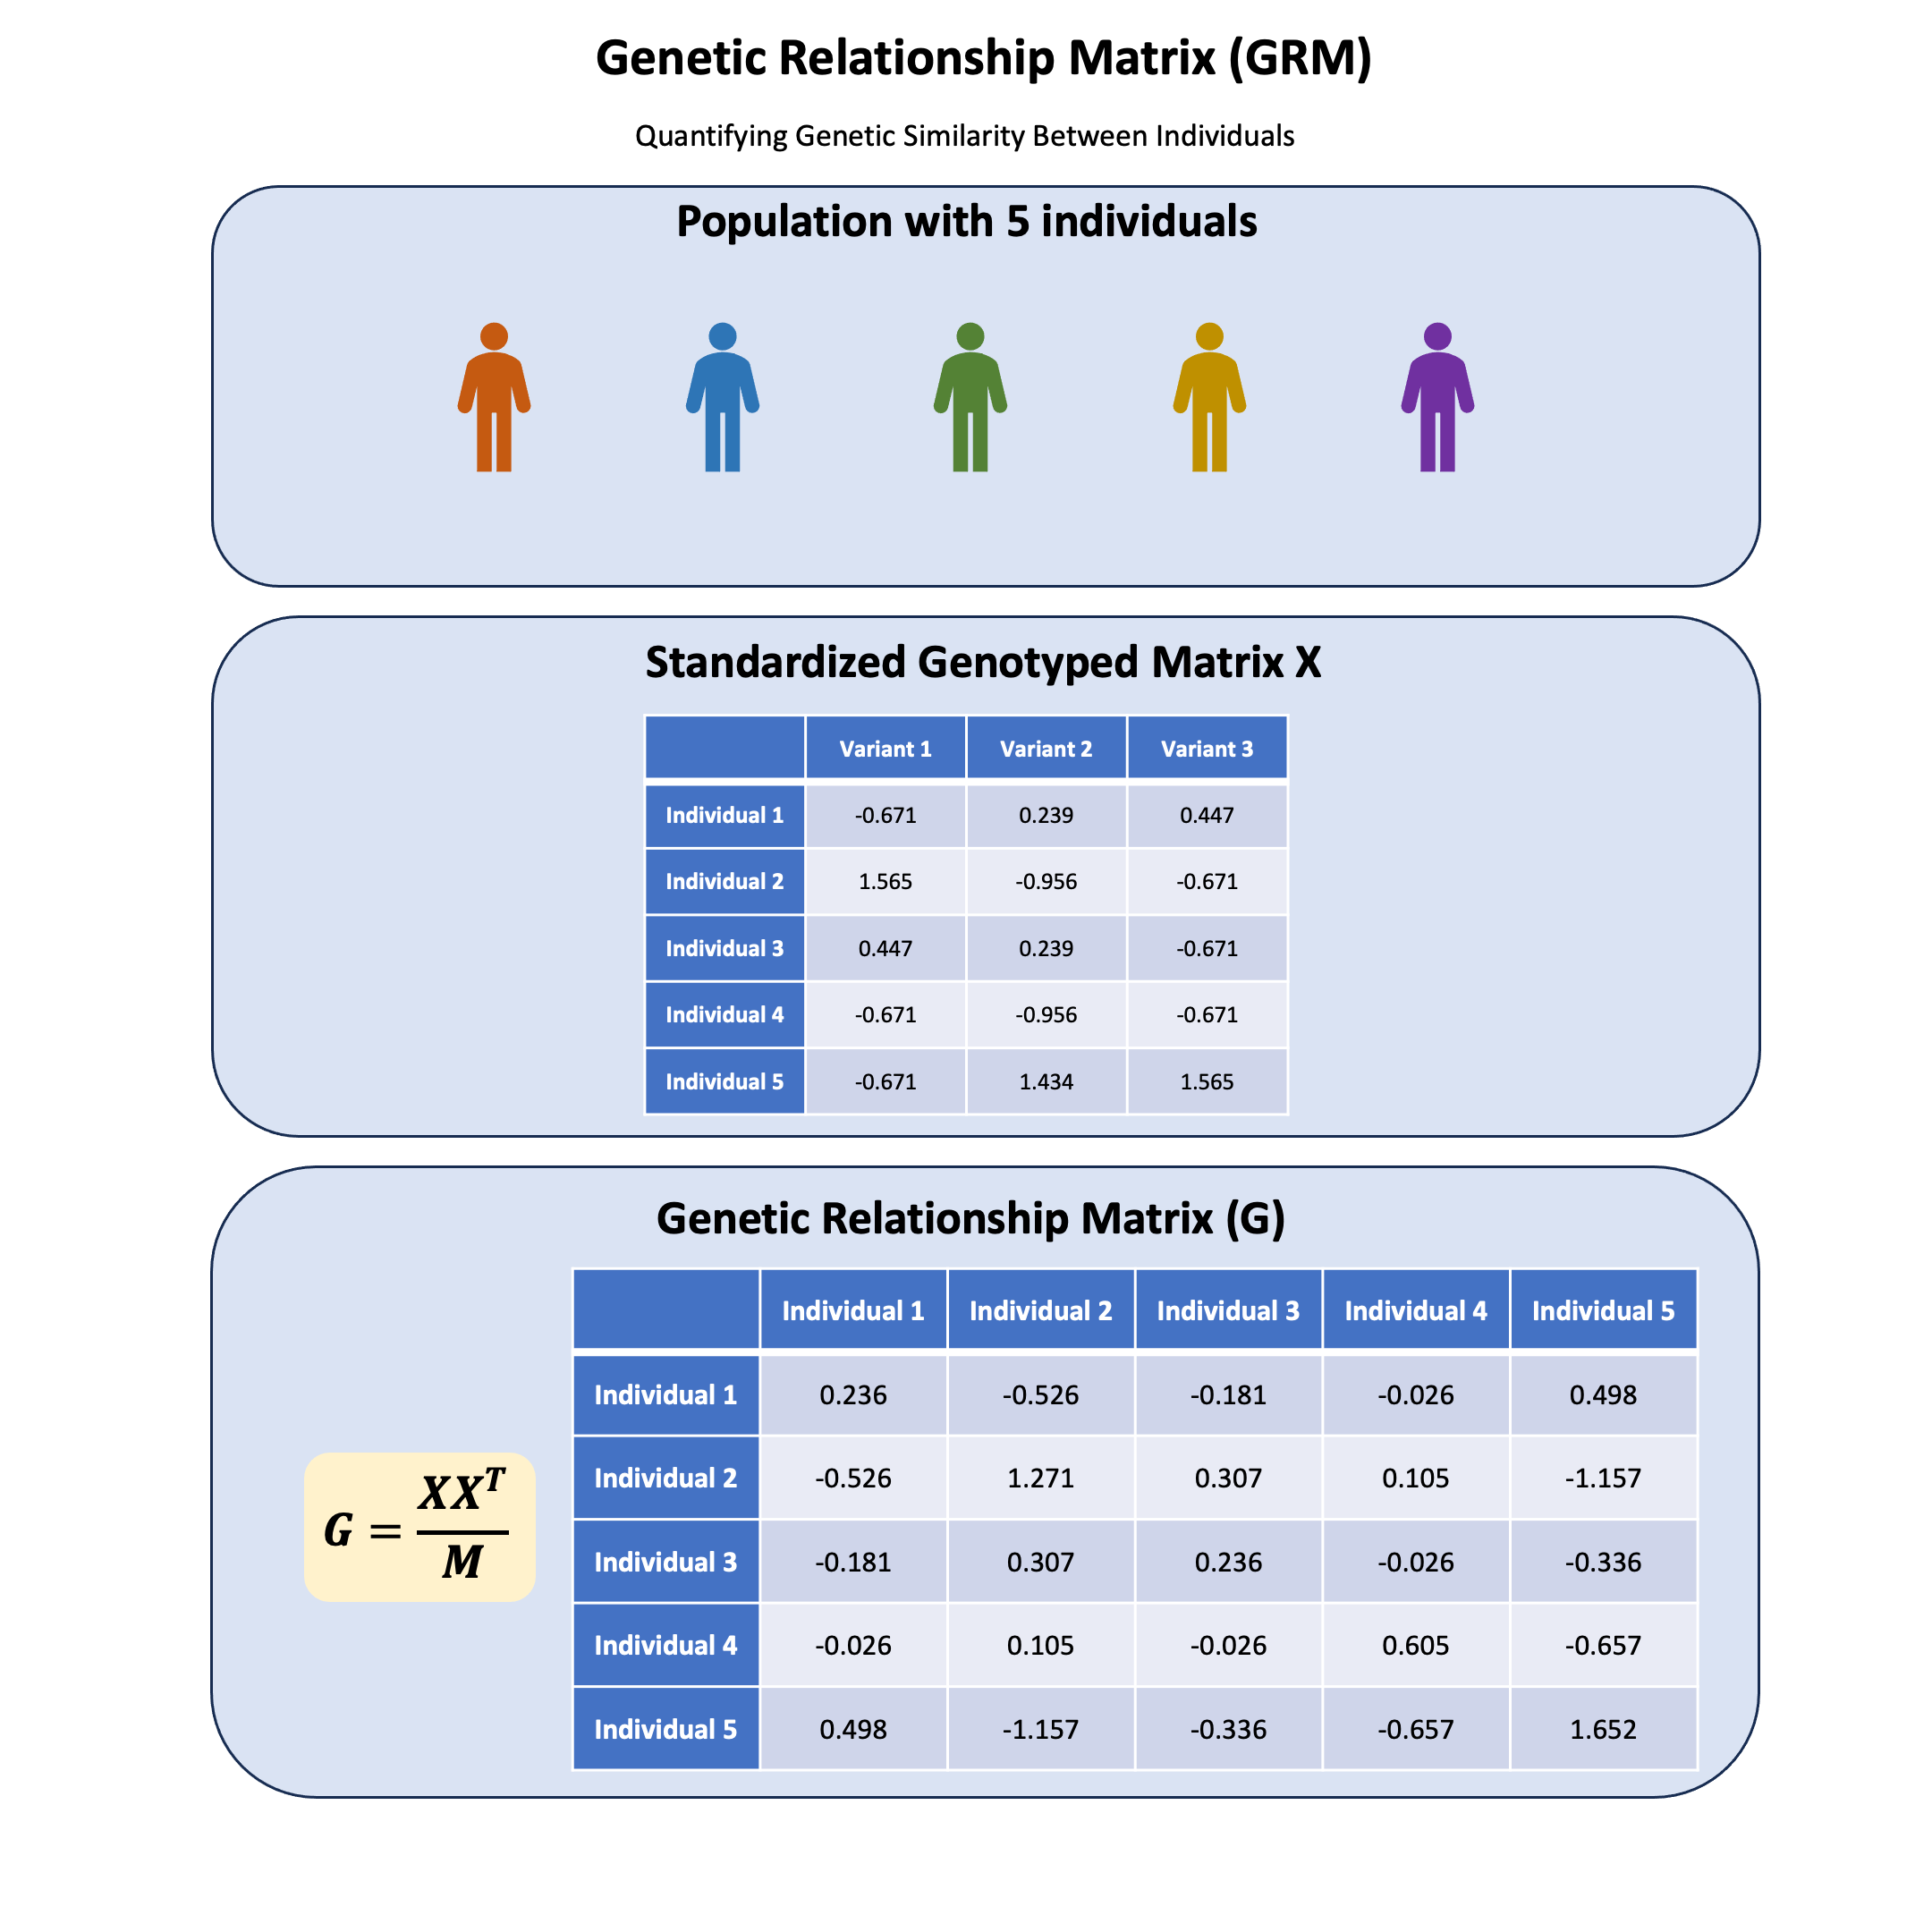 Genetic Relationship Matrix (GRM)
Quantifying Genetic Similarity Between Individuals
Population with 5 individuals
Standardized Genotyped Matrix X
Variant 1 Variant 2 Variant 3
Individual 1 -0.671 0.239 0.447
Individual 2 1.565 -0.956 -0.671
Individual 3 0.447 0.239 -0.671
Individual 4 -0.671 -0.956 -0.671
Individual 5 -0.671 1.434 1.565
Genetic Relationship Matrix (G)
G = XX^T / M
Individual 1 Individual 2 Individual 3 Individual 4 Individual 5
Individual 1 0.236 -0.526 -0.181 -0.026 0.498
Individual 2 -0.526 1.271 0.307 0.105 -1.157
Individual 3 -0.181 0.307 0.236 -0.026 -0.336
Individual 4 -0.026 0.105 -0.026 0.605 -0.657
Individual 5 0.498 -1.157 -0.336 -0.657 1.652